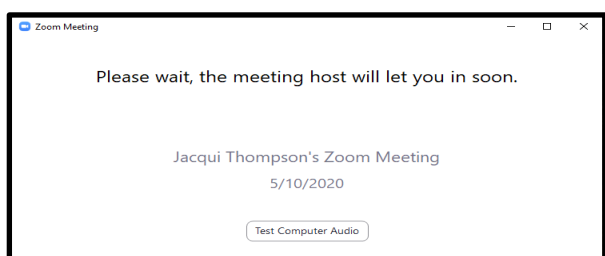 Zoom Meeting
Please wait, the meeting host will let you in soon.
Jacqui Thompson's Zoom Meeting
5/10/2020
Test Computer Audio